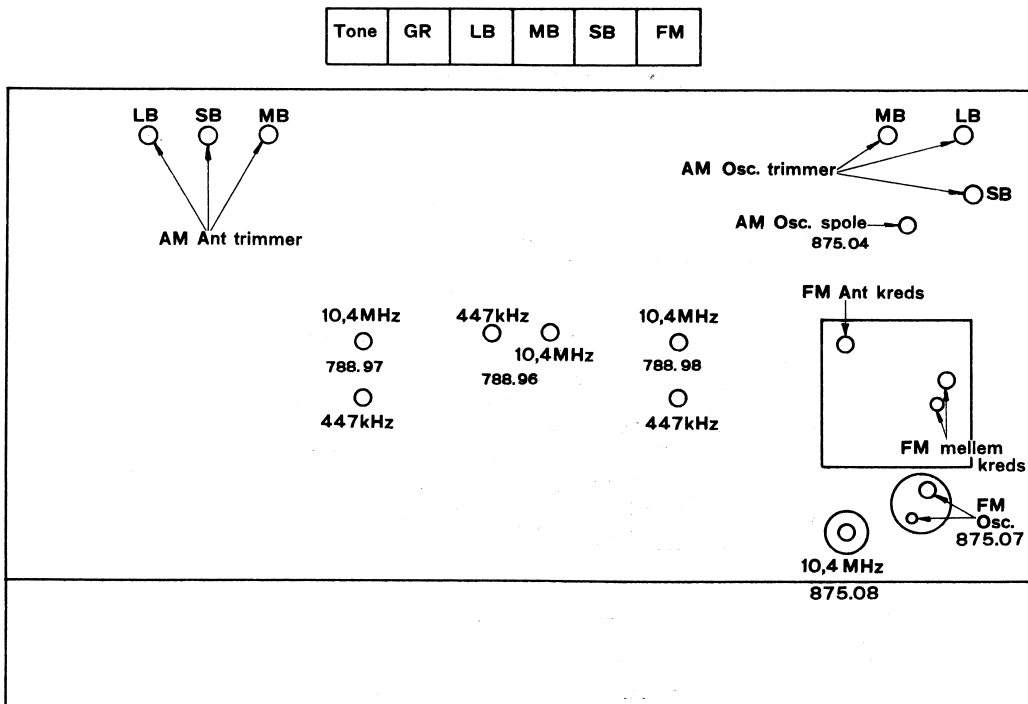 Tone GR LB MB SB FM
LB SB MB
AM Ant trimmer
MB LB
AM Osc. trimmer
SB
AM Osc. spole
875.04
FM Ant kreds
10,4MHz
788.97
447kHz
447kHz
10,4MHz
788.96
10,4MHz
788.98
447kHz
FM mellem
kreds
FM
Osc.
875.07
10,4 MHz
875.08